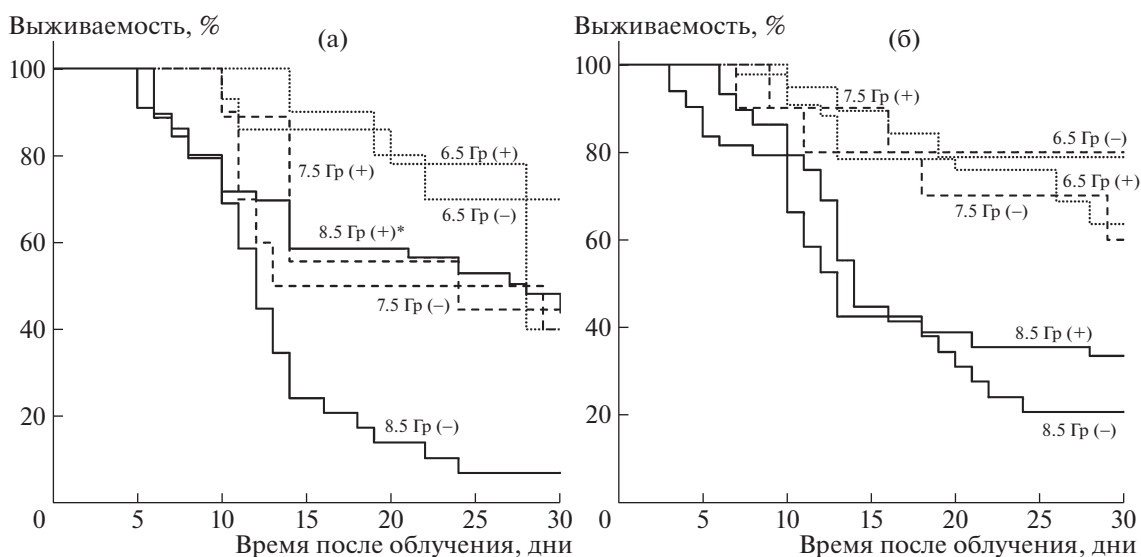 Выживаемость, %
(а)
100
80
60
40
20
0
5
10
15
20
25
30
6.5 Гр (+)
7.5 Гр (+)
6.5 Гр (–)
8.5 Гр (+)*
7.5 Гр (–)
8.5 Гр (–)
Время после облучения, дни
Выживаемость, %
(б)
100
80
60
40
20
0
5
10
15
20
25
30
7.5 Гр (+)
6.5 Гр (–)
6.5 Гр (+)
7.5 Гр (–)
8.5 Гр (+)
8.5 Гр (–)
Время после облучения, дни